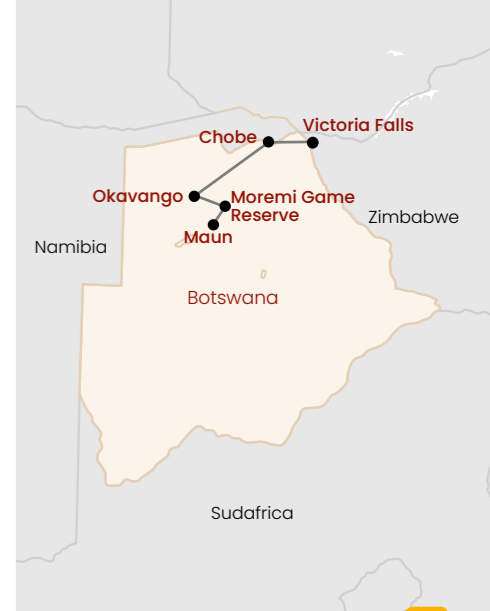 Victoria Falls
Chobe
Okavango
Moremi Game
Reserve
Zimbabwe
Maun
Namibia
Botswana
Sudafrica